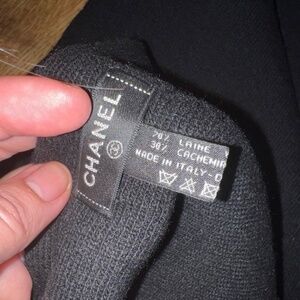 CHANEL
70% LAINE
30% CACHEMIR
MADE IN ITALY-D